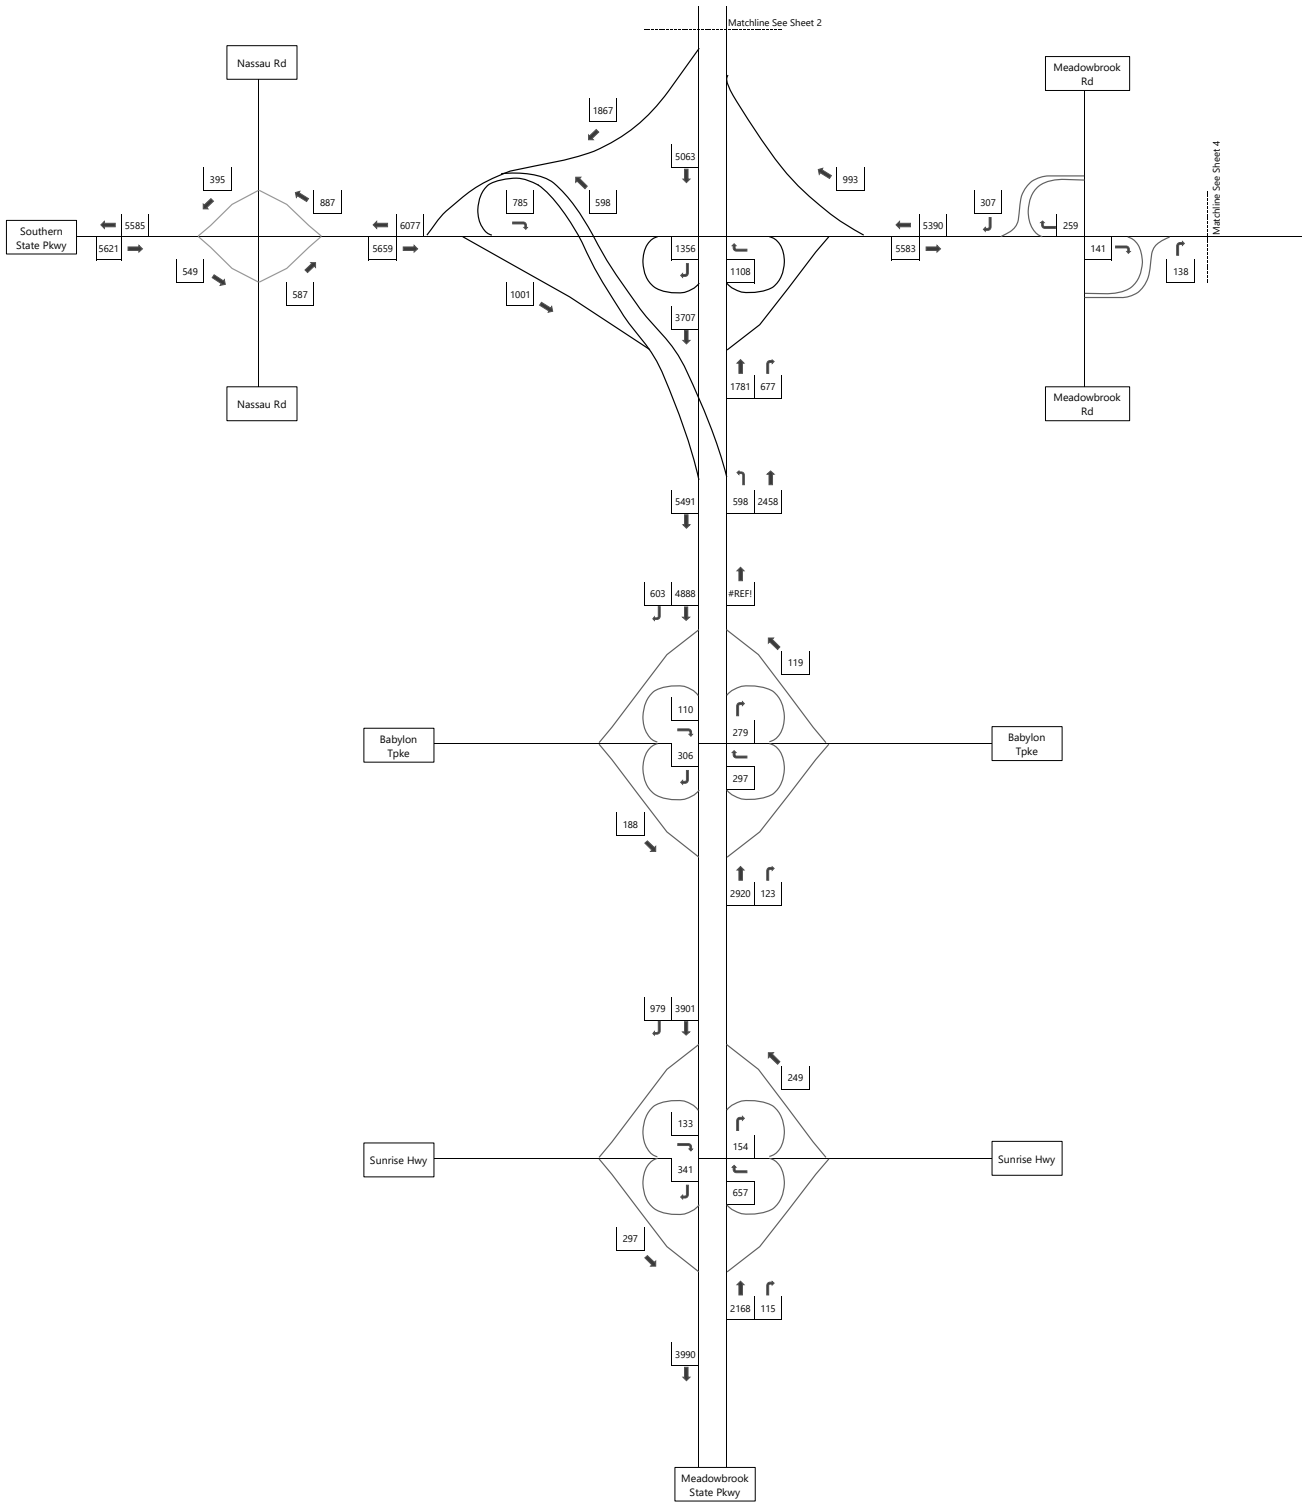 Matchline See Sheet 2
Nassau Rd
Meadowbrook
Rd
1867
5063
Matchline See Sheet 4
395
993
887
785
598
307
Southern
State Pkwy
5585
5621
6077
5659
5390
5583
259
141
1356
1108
549
587
1001
138
3707
1781
677
Nassau Rd
Meadowbrook
Rd
5491
598
2458
603
4888
#REF!
119
110
279
Babylon
Tpke
Babylon
Tpke
306
297
188
2920
123
979
3901
249
133
154
Sunrise Hwy
Sunrise Hwy
341
657
297
2168
115
3990
Meadowbrook
State Pkwy